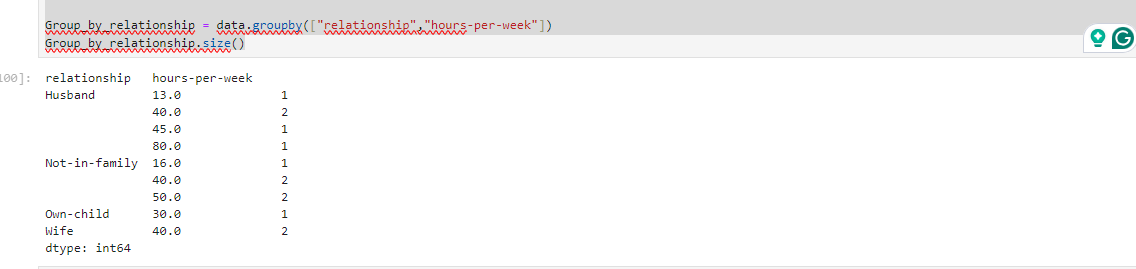 Group_by_relationship = data.groupby(["relationship","hours-per-week"])
Group_by_relationship.size()
100]: relationship hours-per-week
Husband 13.0 1
40.0 2
45.0 1
80.0 1
Not-in-family 16.0 1
40.0 2
50.0 2
Own-child 30.0 1
Wife 40.0 2
dtype: int64